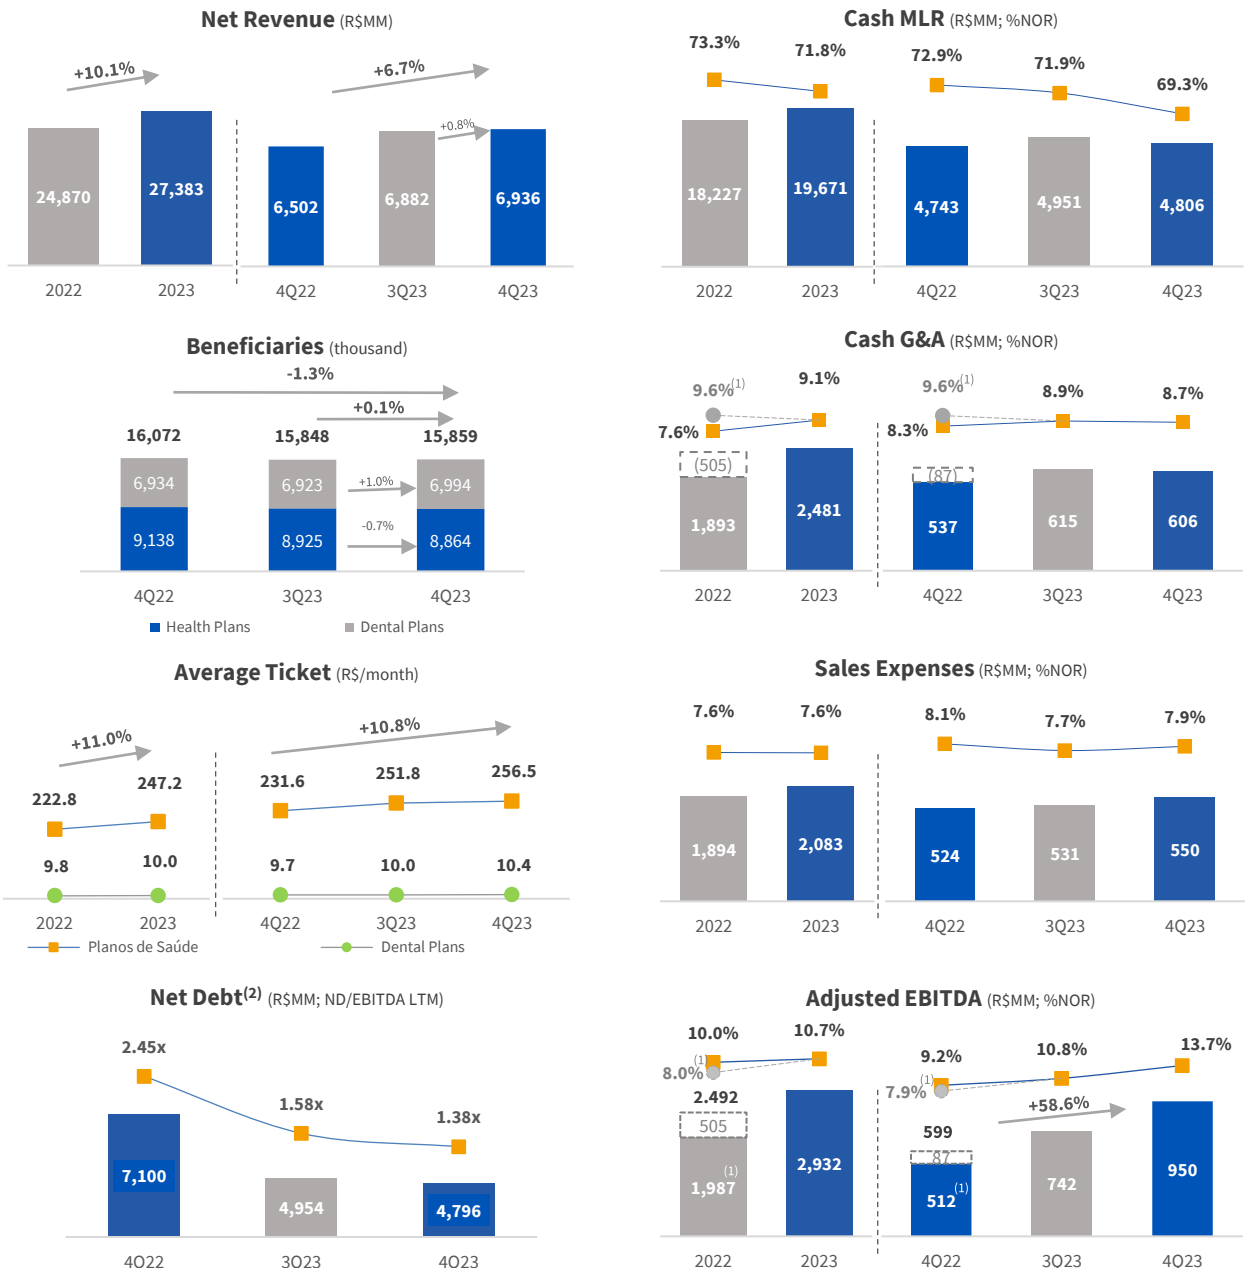 Net Revenue (R$MM)
+10.1%
+6.7%
+0.8%
24,870
27,383
6,502
6,882
6,936
2022
2023
4Q22
3Q23
4Q23
Cash MLR (R$MM; %NOR)
73.3%
71.8%
72.9%
71.9%
69.3%
18,227
19,671
4,743
4,951
4,806
2022
2023
4Q22
3Q23
4Q23
Beneficiaries (thousand)
-1.3%
+0.1%
16,072
15,848
15,859
6,934
6,923
+1.0%
6,994
9,138
8,925
-0.7%
8,864
4Q22
3Q23
4Q23
Health Plans
Dental Plans
Cash G&A (R$MM; %NOR)
9.6%(1)
9.1%
9.6%(1)
8.9%
8.7%
7.6%
8.3%
(505)
(87)
1,893
2,481
537
615
606
2022
2023
4Q22
3Q23
4Q23
Average Ticket (R$/month)
+11.0%
+10.8%
222.8
247.2
231.6
251.8
256.5
9.8
10.0
9.7
10.0
10.4
2022
2023
4Q22
3Q23
4Q23
Planos de Saúde
Dental Plans
Sales Expenses (R$MM; %NOR)
7.6%
7.6%
8.1%
7.7%
7.9%
1,894
2,083
524
531
550
2022
2023
4Q22
3Q23
4Q23
Net Debt(2) (R$MM; ND/EBITDA LTM)
2.45x
1.58x
1.38x
7,100
4,954
4,796
4Q22
3Q23
4Q23
Adjusted EBITDA (R$MM; %NOR)
10.0%
10.7%
9.2%
10.8%
13.7%
(1)
8.0%
(1)
7.9%
+58.6%
2.492
505
599
87
(1)
1,987
2,932
512(1)
742
950
2022
2023
4Q22
3Q23
4Q23